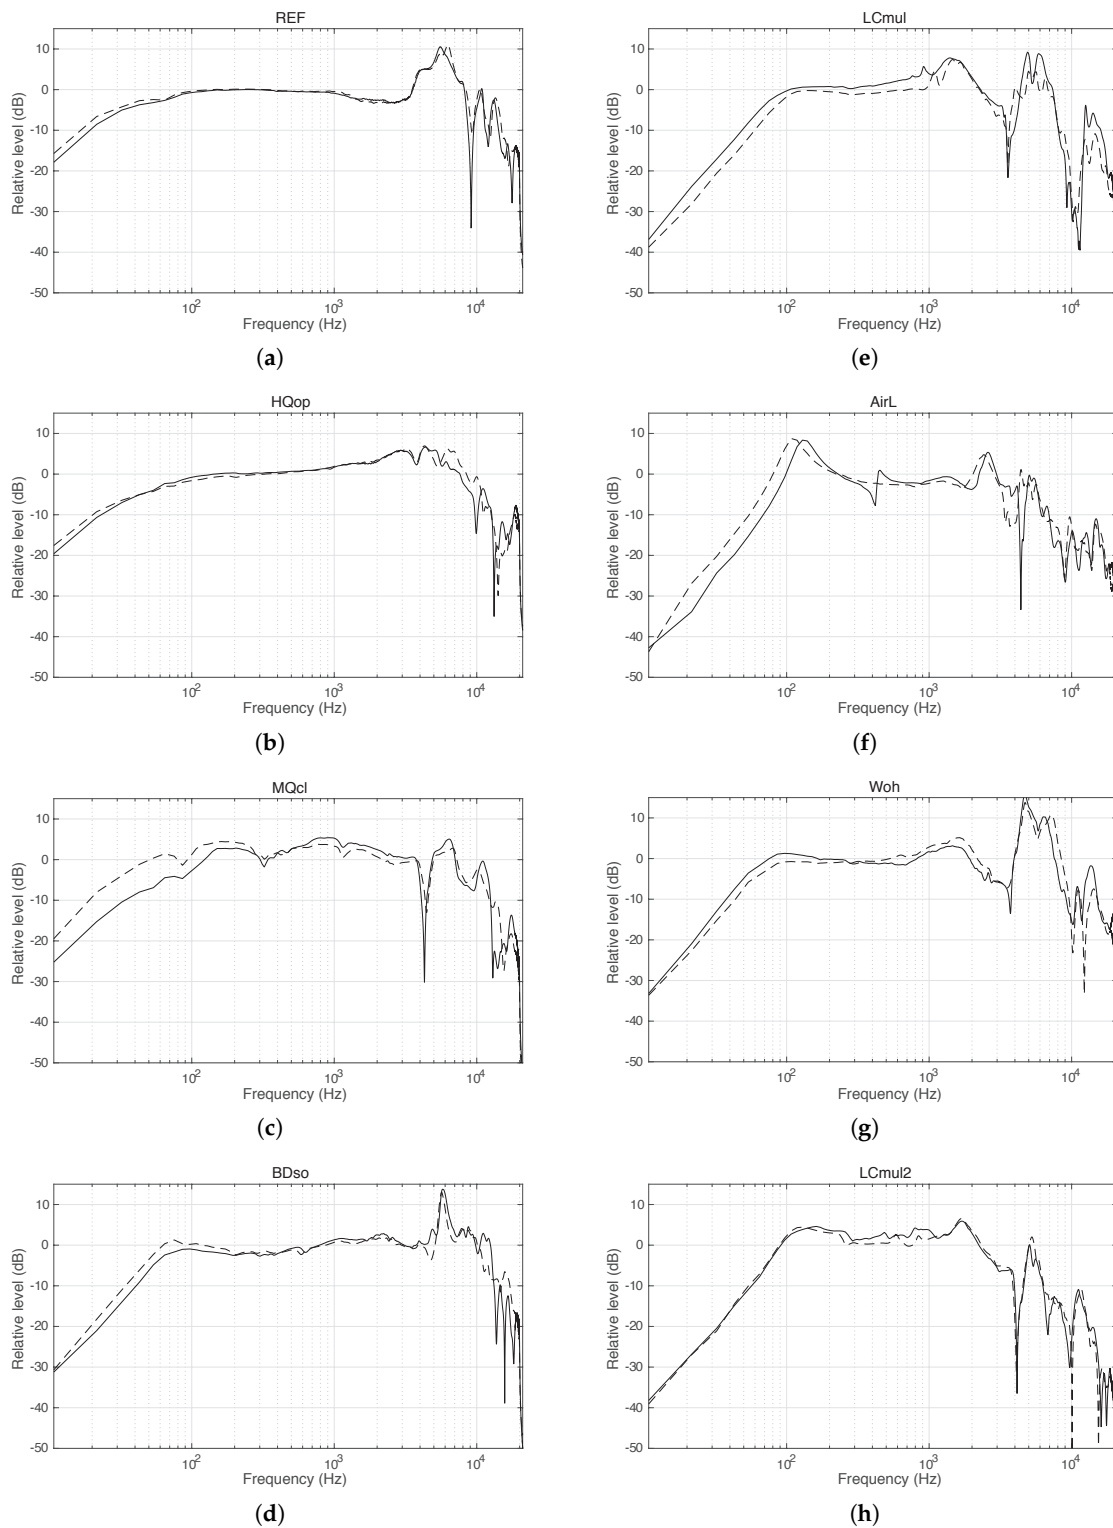 REF
Relative level (dB)
10
0
-10
-20
-30
-40
-50
10² 10³ 10⁴
Frequency (Hz)
(a)
LCmul
Relative level (dB)
10
0
-10
-20
-30
-40
-50
10² 10³ 10⁴
Frequency (Hz)
(e)
HQop
Relative level (dB)
10
0
-10
-20
-30
-40
-50
10² 10³ 10⁴
Frequency (Hz)
(b)
AirL
Relative level (dB)
10
0
-10
-20
-30
-40
-50
10² 10³ 10⁴
Frequency (Hz)
(f)
MQcl
Relative level (dB)
10
0
-10
-20
-30
-40
-50
10² 10³ 10⁴
Frequency (Hz)
(c)
Woh
Relative level (dB)
10
0
-10
-20
-30
-40
-50
10² 10³ 10⁴
Frequency (Hz)
(g)
BDso
Relative level (dB)
10
0
-10
-20
-30
-40
-50
10² 10³ 10⁴
Frequency (Hz)
(d)
LCmul2
Relative level (dB)
10
0
-10
-20
-30
-40
-50
10² 10³ 10⁴
Frequency (Hz)
(h)